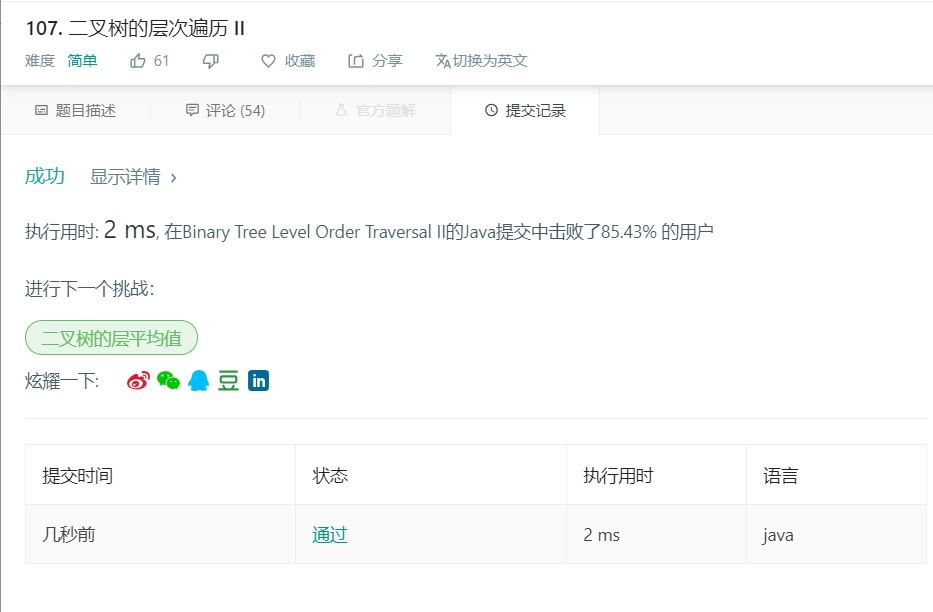 107. 二叉树的层次遍历 II
难度 简单 61 收藏 分享 切换为英文
题目描述 评论 (54) 官方题解 提交记录
成功 显示详情 ›
执行用时: 2 ms, 在Binary Tree Level Order Traversal II的Java提交中击败了85.43% 的用户
进行下一个挑战:
二叉树的层平均值
炫耀一下: 豆 in
提交时间 状态 执行用时 语言
几秒前 通过 2 ms java